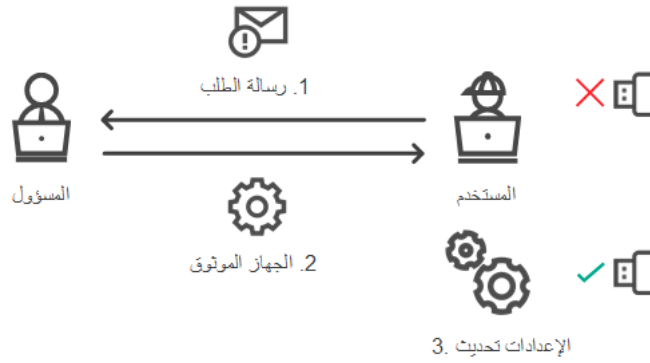 1. رسالة الطلب
المسؤول
المستخدم
2. الجهاز الموثوق
3. الإعدادات تحديث